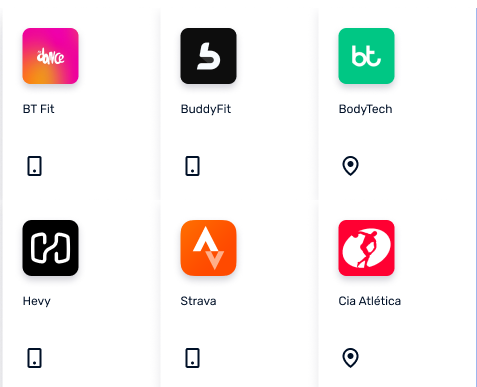 dance
BT Fit
BuddyFit
bt
BodyTech
Hevy
Strava
Cia Atlética